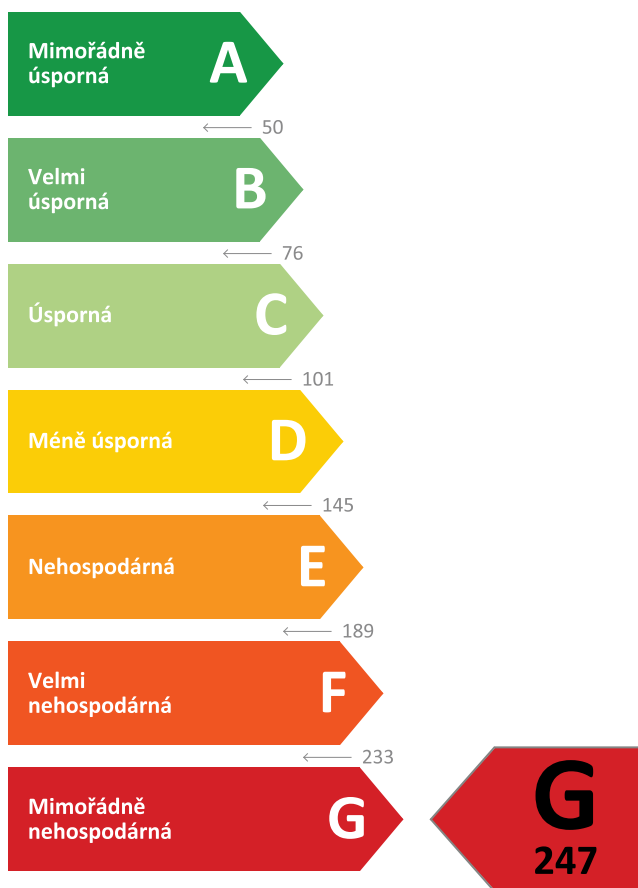 Mimořádně
úsporná
A
50
Velmi
úsporná
B
76
Úsporná
C
101
Méně úsporná
D
145
Nehospodárná
E
189
Velmi
nehospodárná
F
233
Mimořádně
nehospodárná
G
G
247